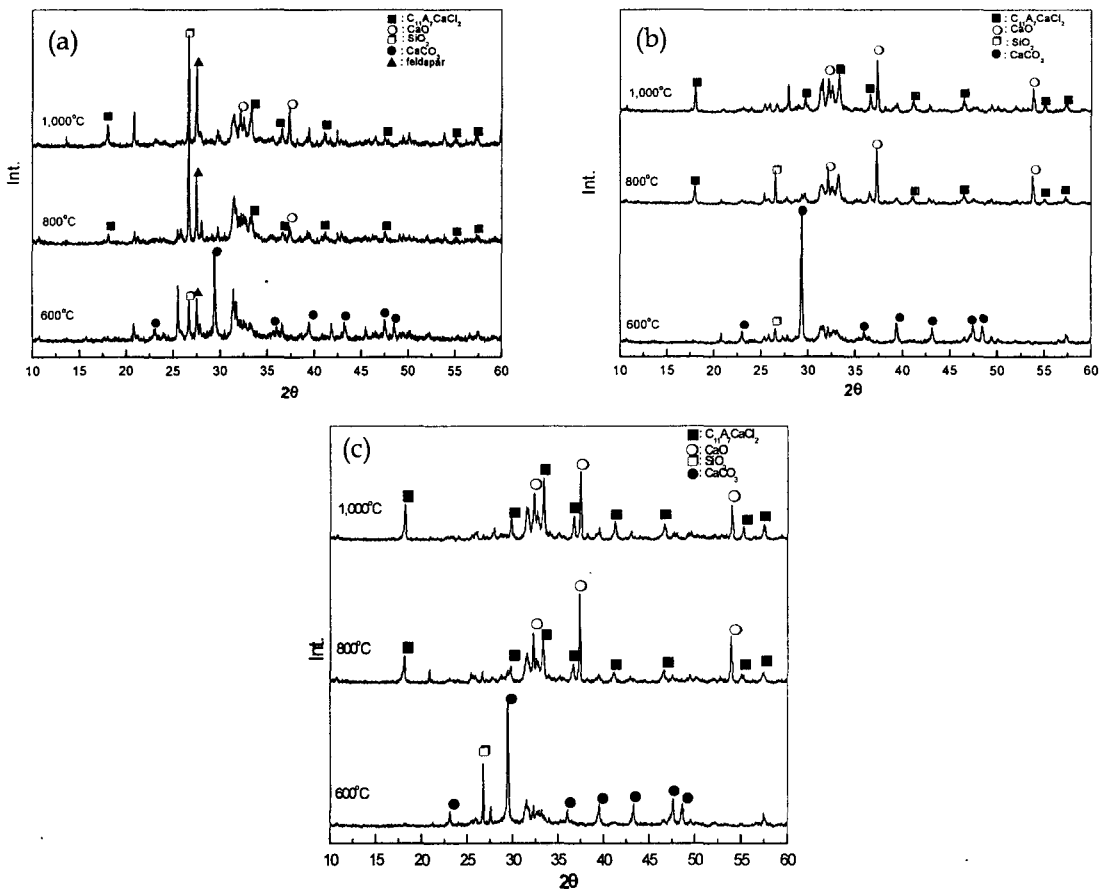 (a)
■ : C₁₁A₇CaCl₂
○ : CaO
❒ : SiO₂
● : CaCO₃
▲ : feldspar
1,000°C
800°C
600°C
Int.
10 15 20 25 30 35 40 45 50 55 60
2θ
(b)
■ : C₁₁A₇CaCl₂
○ : CaO
❒ : SiO₂
● : CaCO₃
1,000°C
800°C
600°C
Int.
10 15 20 25 30 35 40 45 50 55 60
2θ
(c)
■ : C₁₁A₇CaCl₂
○ : CaO
❒ : SiO₂
● : CaCO₃
1,000°C
800°C
600°C
Int.
10 15 20 25 30 35 40 45 50 55 60
2θ